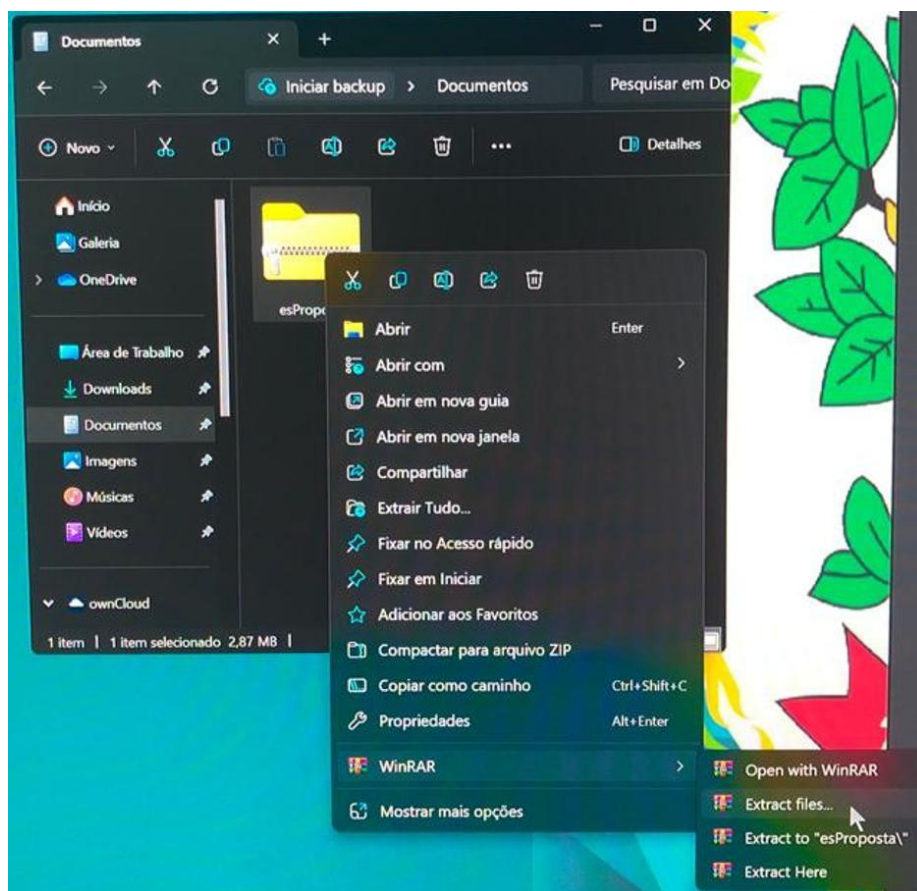 Documentos
Iniciar backup > Documentos
Pesquisar em Do
Novo
Detalhes
Início
Galeria
OneDrive
Área de Trabalho
Downloads
Documentos
Imagens
Músicas
Vídeos
ownCloud
1 item | 1 item selecionado 2,87 MB |
esPropo
Abrir Enter
Abrir com
Abrir em nova guia
Abrir em nova janela
Compartilhar
Extrair Tudo...
Fixar no Acesso rápido
Fixar em Iniciar
Adicionar aos Favoritos
Compactar para arquivo ZIP
Copiar como caminho Ctrl+Shift+C
Propriedades Alt+Enter
WinRAR
Mostrar mais opções
Open with WinRAR
Extract files...
Extract to "esProposta\"
Extract Here